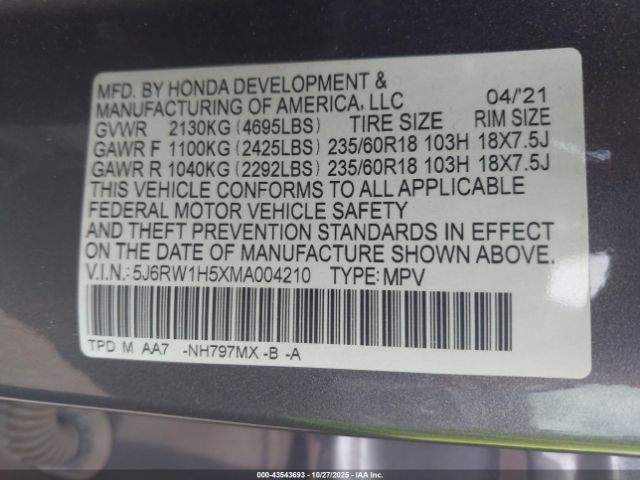 MFD. BY HONDA DEVELOPMENT &
MANUFACTURING OF AMERICA, LLC 04/'21
GVWR 2130KG (4695LBS) TIRE SIZE RIM SIZE
GAWR F 1100KG (2425LBS) 235/60R18 103H 18X7.5J
GAWR R 1040KG (2292LBS) 235/60R18 103H 18X7.5J
THIS VEHICLE CONFORMS TO ALL APPLICABLE
FEDERAL MOTOR VEHICLE SAFETY
AND THEFT PREVENTION STANDARDS IN EFFECT
ON THE DATE OF MANUFACTURE SHOWN ABOVE.
V.I.N.: 5J6RW1H5XMA004210 TYPE: MPV
TPD M AA7 -NH797MX -B -A
000-43543693 | 10/27/2025 - IAA Inc.